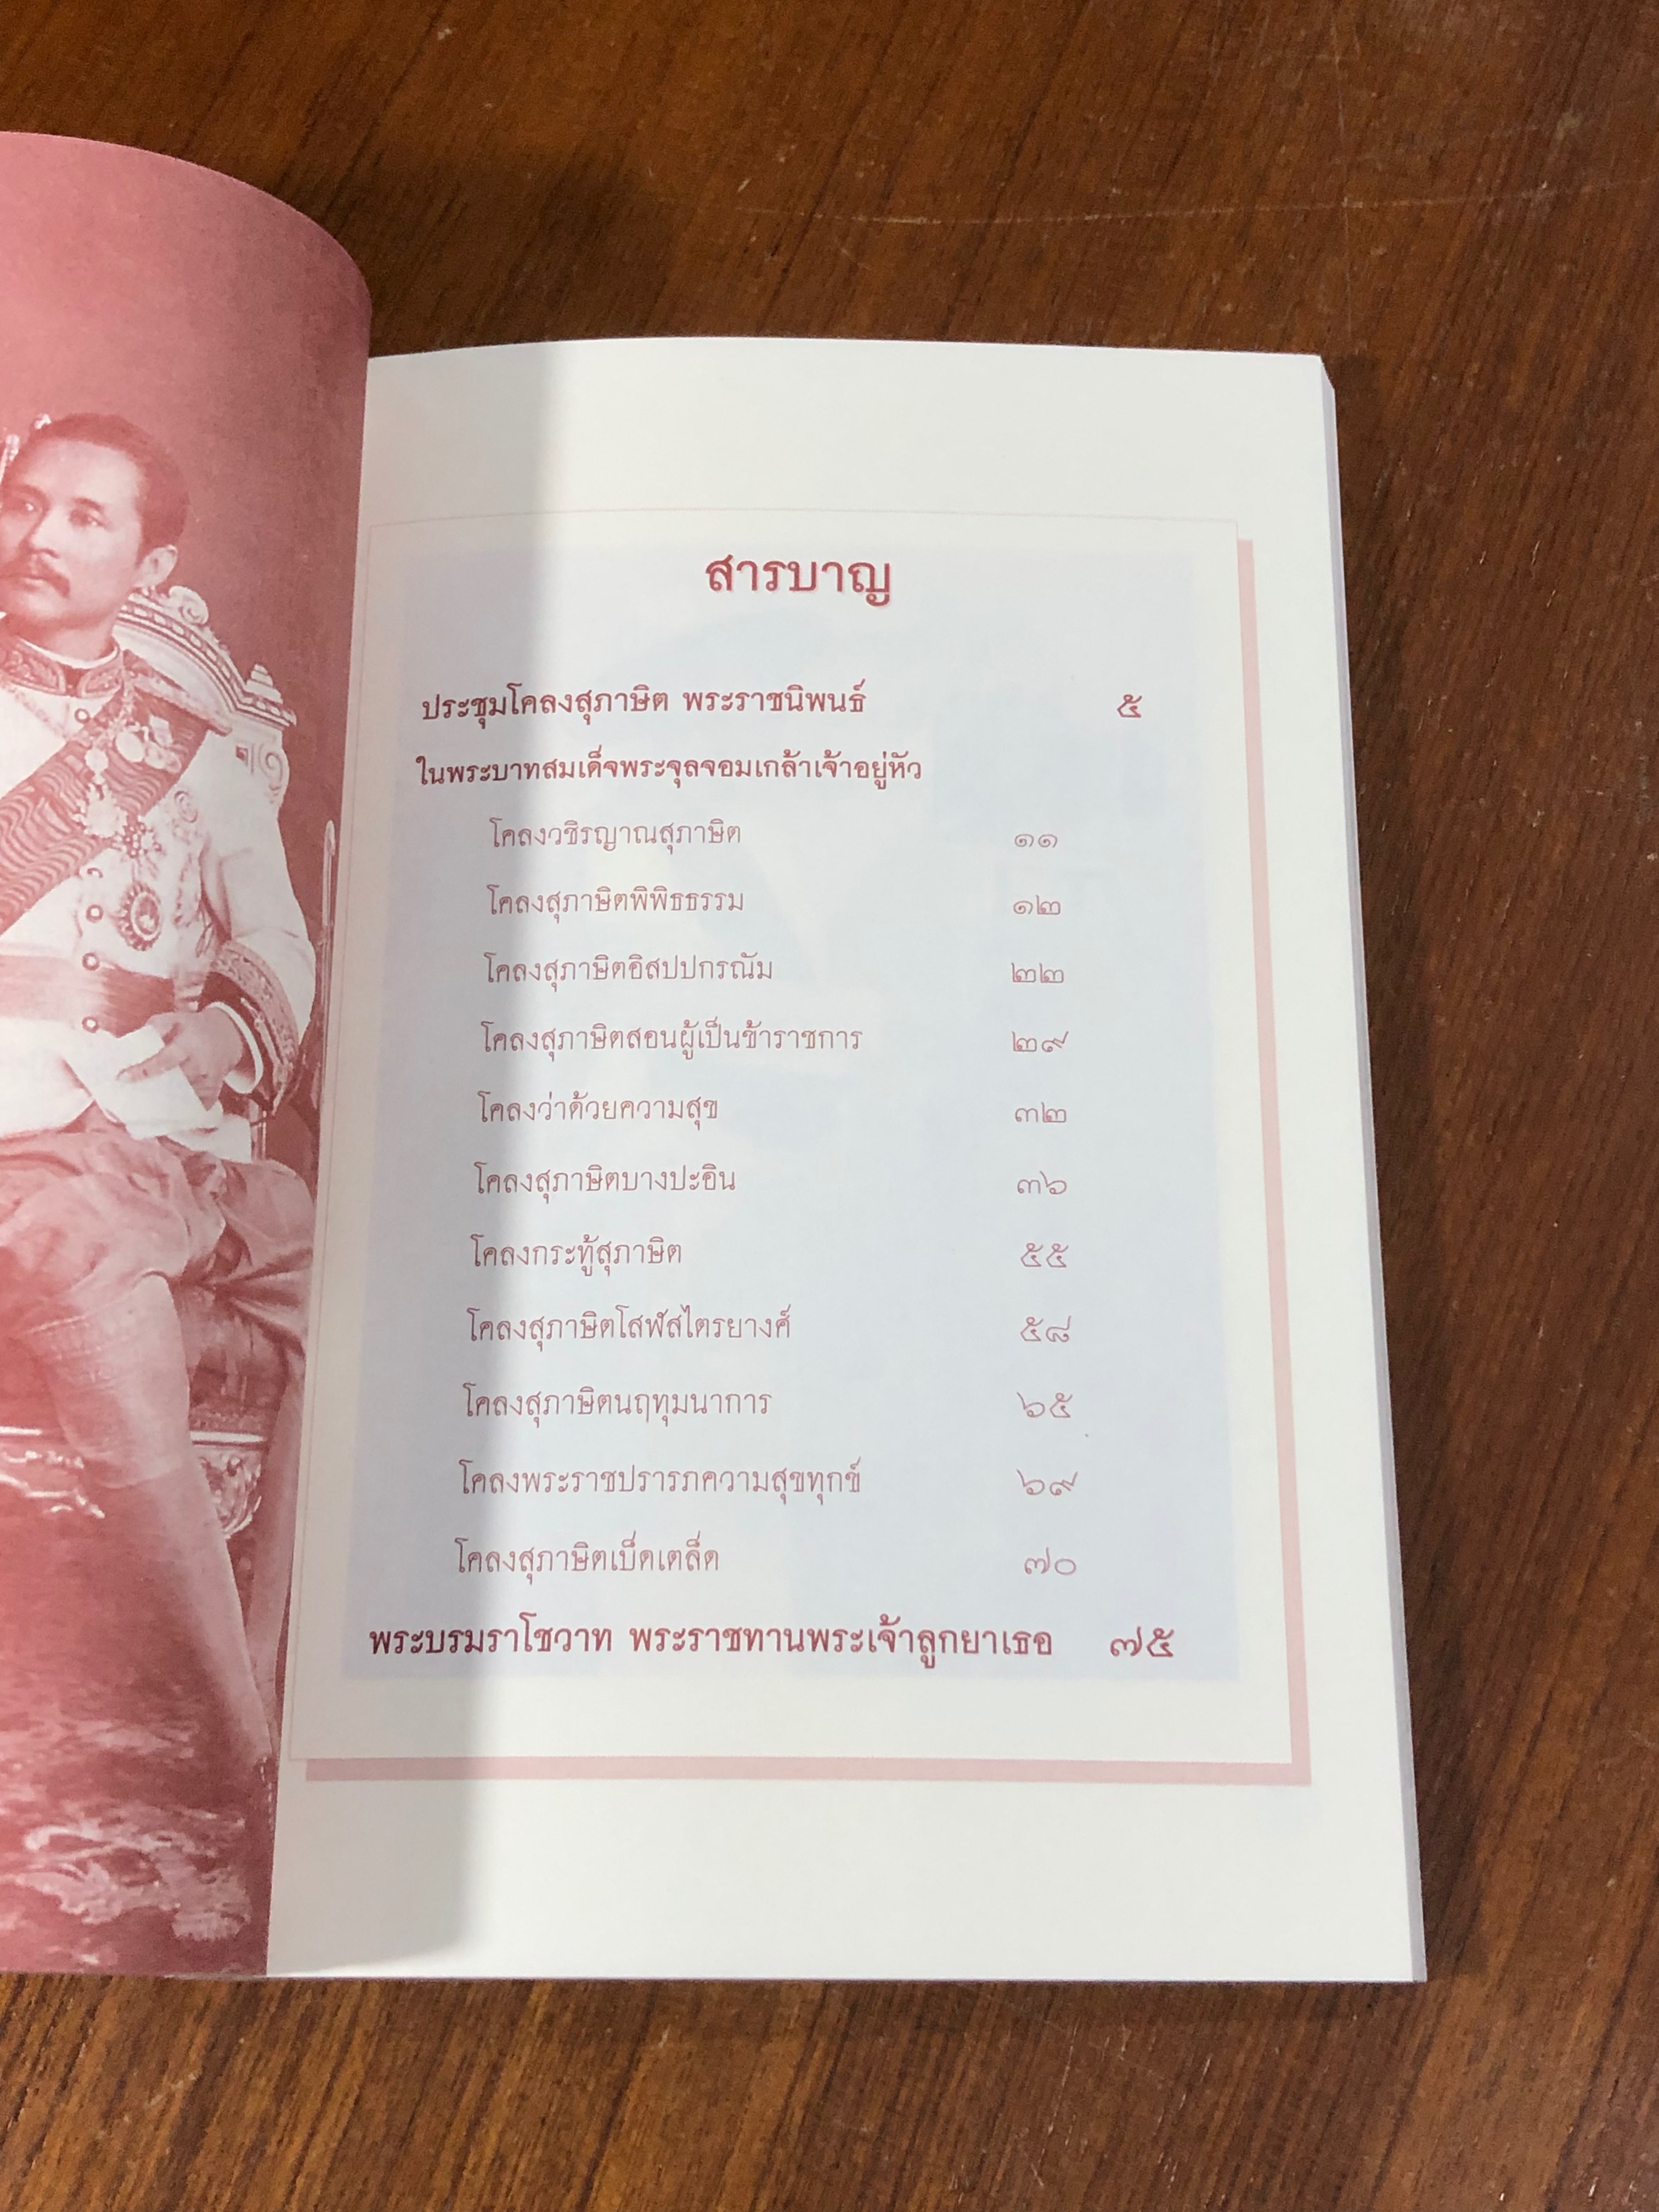 สารบาญ
ประชุมโคลงสุภาษิต พระราชนิพนธ์ ๕
ในพระบาทสมเด็จพระจุลจอมเกล้าเจ้าอยู่หัว
โคลงวชิรญาณสุภาษิต ๑๑
โคลงสุภาษิตพิพิธธรรม ๑๒
โคลงสุภาษิตอิสปปกรณัม ๒๒
โคลงสุภาษิตสอนผู้เป็นข้าราชการ ๒๙
โคลงว่าด้วยความสุข ๓๒
โคลงสุภาษิตบางปะอิน ๓๖
โคลงกระทู้สุภาษิต ๕๕
โคลงสุภาษิตโสฬสไตรยางศ์ ๕๘
โคลงสุภาษิตนฤทุมนาการ ๖๕
โคลงพระราชปรารภความสุขทุกข์ ๖๙
โคลงสุภาษิตเบ็ดเตล็ด ๗๐
พระบรมราโชวาท พระราชทานพระเจ้าลูกยาเธอ ๗๕